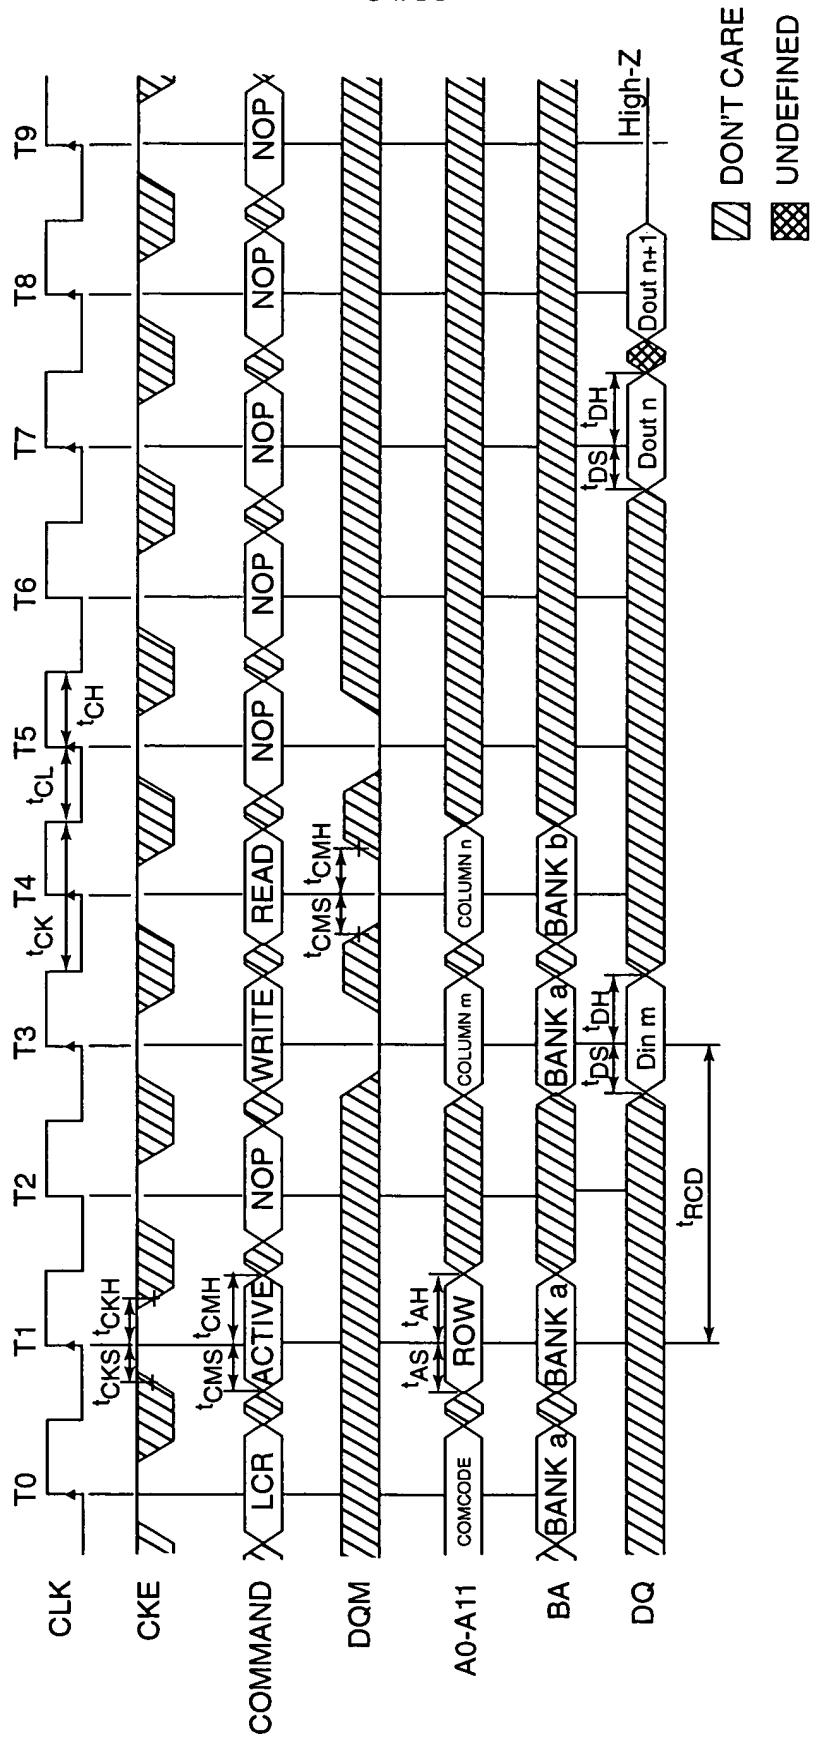 T0 T1 T2 T3 T4 T5 T6 T7 T8 T9
CLK
tCK tCL tCH
CKE
tCKS tCKH
COMMAND
LCR ACTIVE NOP WRITE READ NOP NOP NOP NOP NOP
tCMS tCMH
DQM
tCMS tCMH
A0-A11
COMCODE ROW COLUMN m COLUMN n
tAS tAH
BA
BANK a BANK a BANK a BANK b
DQ
Din m Dout n Dout n+1 High-Z
tDS tDH tDS tDH
tRCD
DON'T CARE
UNDEFINED